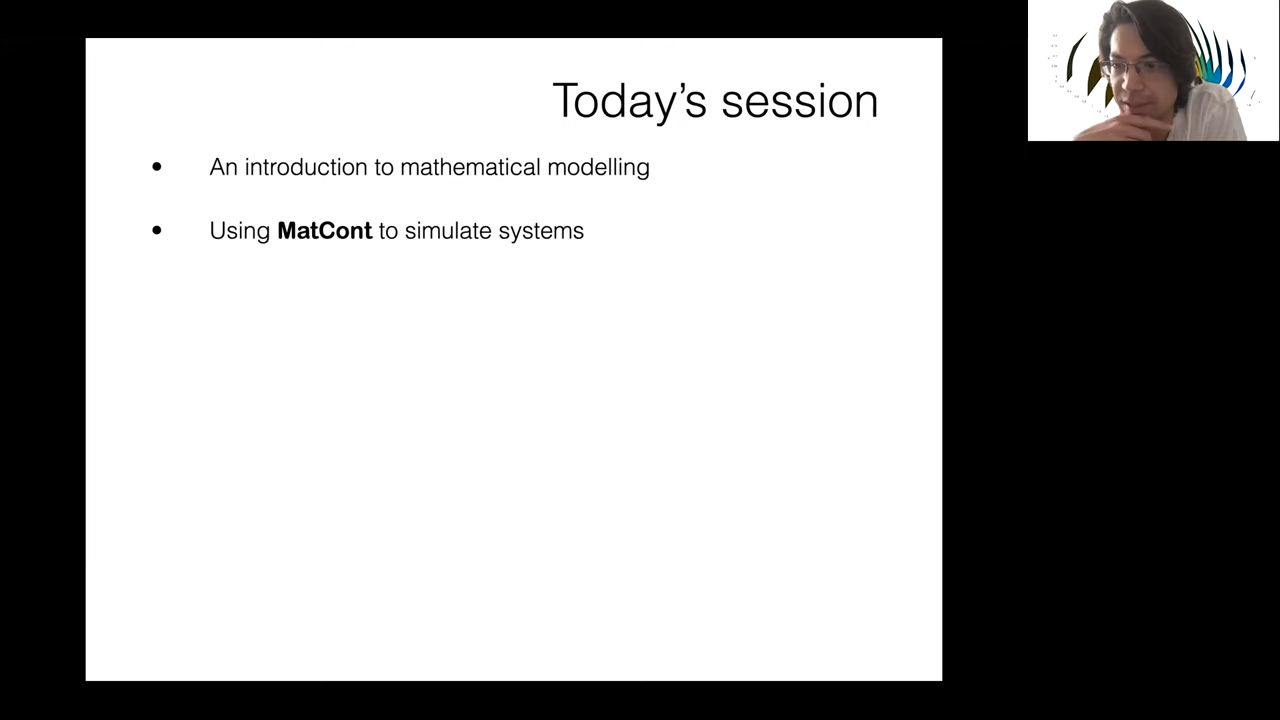 Today's session
• An introduction to mathematical modelling
• Using MatCont to simulate systems